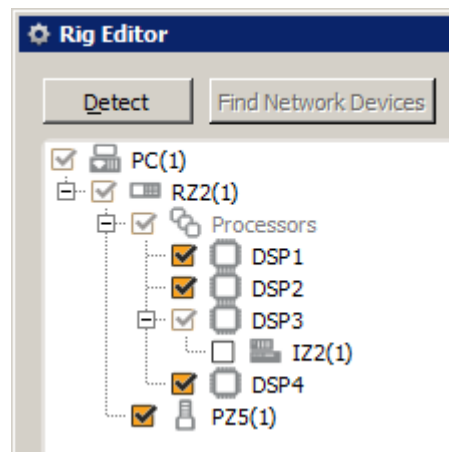 Rig Editor
Detect Find Network Devices
PC(1)
RZ2(1)
Processors
DSP1
DSP2
DSP3
IZ2(1)
DSP4
PZ5(1)